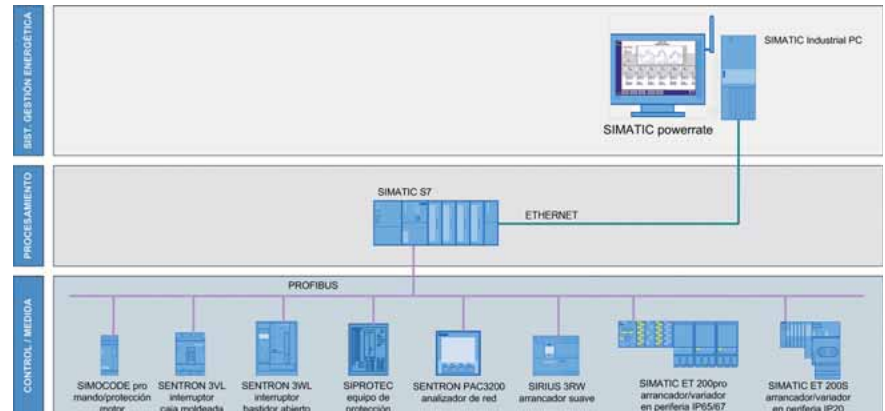 SIST. GESTIÓN ENERGÉTICA
SIMATIC Industrial PC
SIMATIC powerrate
PROCESAMIENTO
SIMATIC S7
ETHERNET
CONTROL / MEDIDA
PROFIBUS
SIMOCODE pro
mando/protección
motor
SENTRON 3VL
interruptor
caja moldeada
SENTRON 3WL
interruptor
bastidor abierto
SIPROTEC
equipo de
protección
SENTRON PAC3200
analizador de red
SIRIUS 3RW
arrancador suave
SIMATIC ET 200pro
arrancador/variador
en periferia IP65/67
SIMATIC ET 200S
arrancador/variador
en periferia IP20